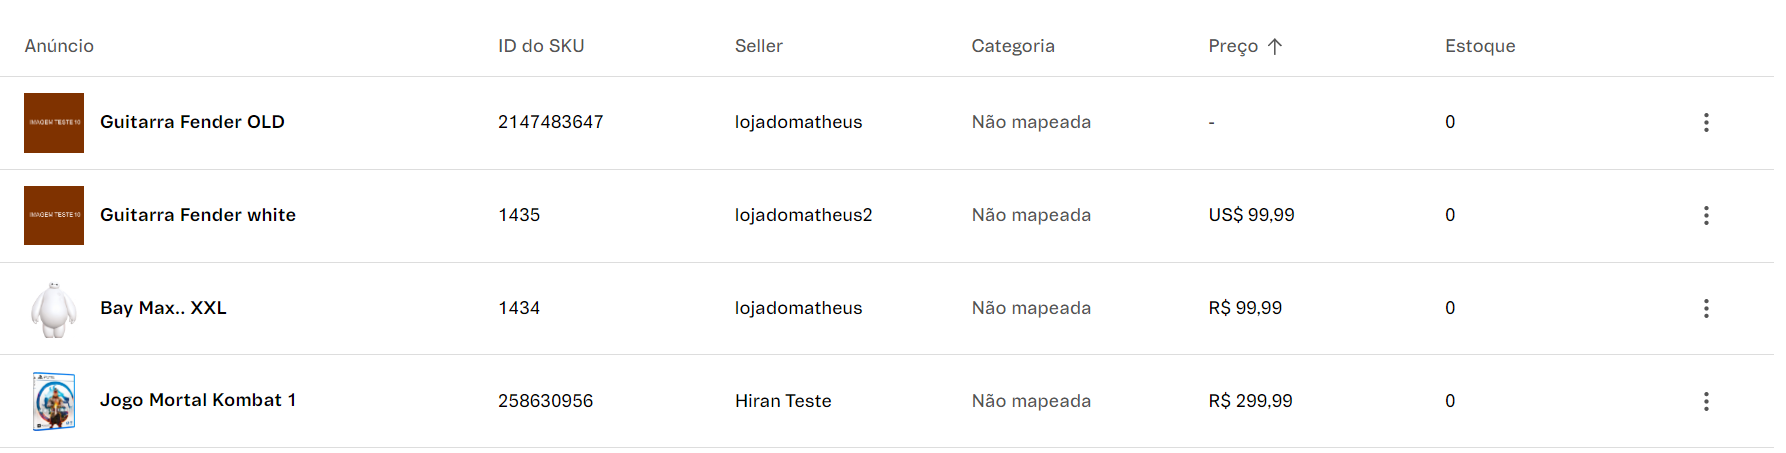 Anúncio ID do SKU Seller Categoria Preço ↑ Estoque
IMAGEM TESTE 10 Guitarra Fender OLD 2147483647 lojadomatheus Não mapeada - 0
IMAGEM TESTE 10 Guitarra Fender white 1435 lojadomatheus2 Não mapeada US$ 99,99 0
Bay Max.. XXL 1434 lojadomatheus Não mapeada R$ 99,99 0
Jogo Mortal Kombat 1 258630956 Hiran Teste Não mapeada R$ 299,99 0